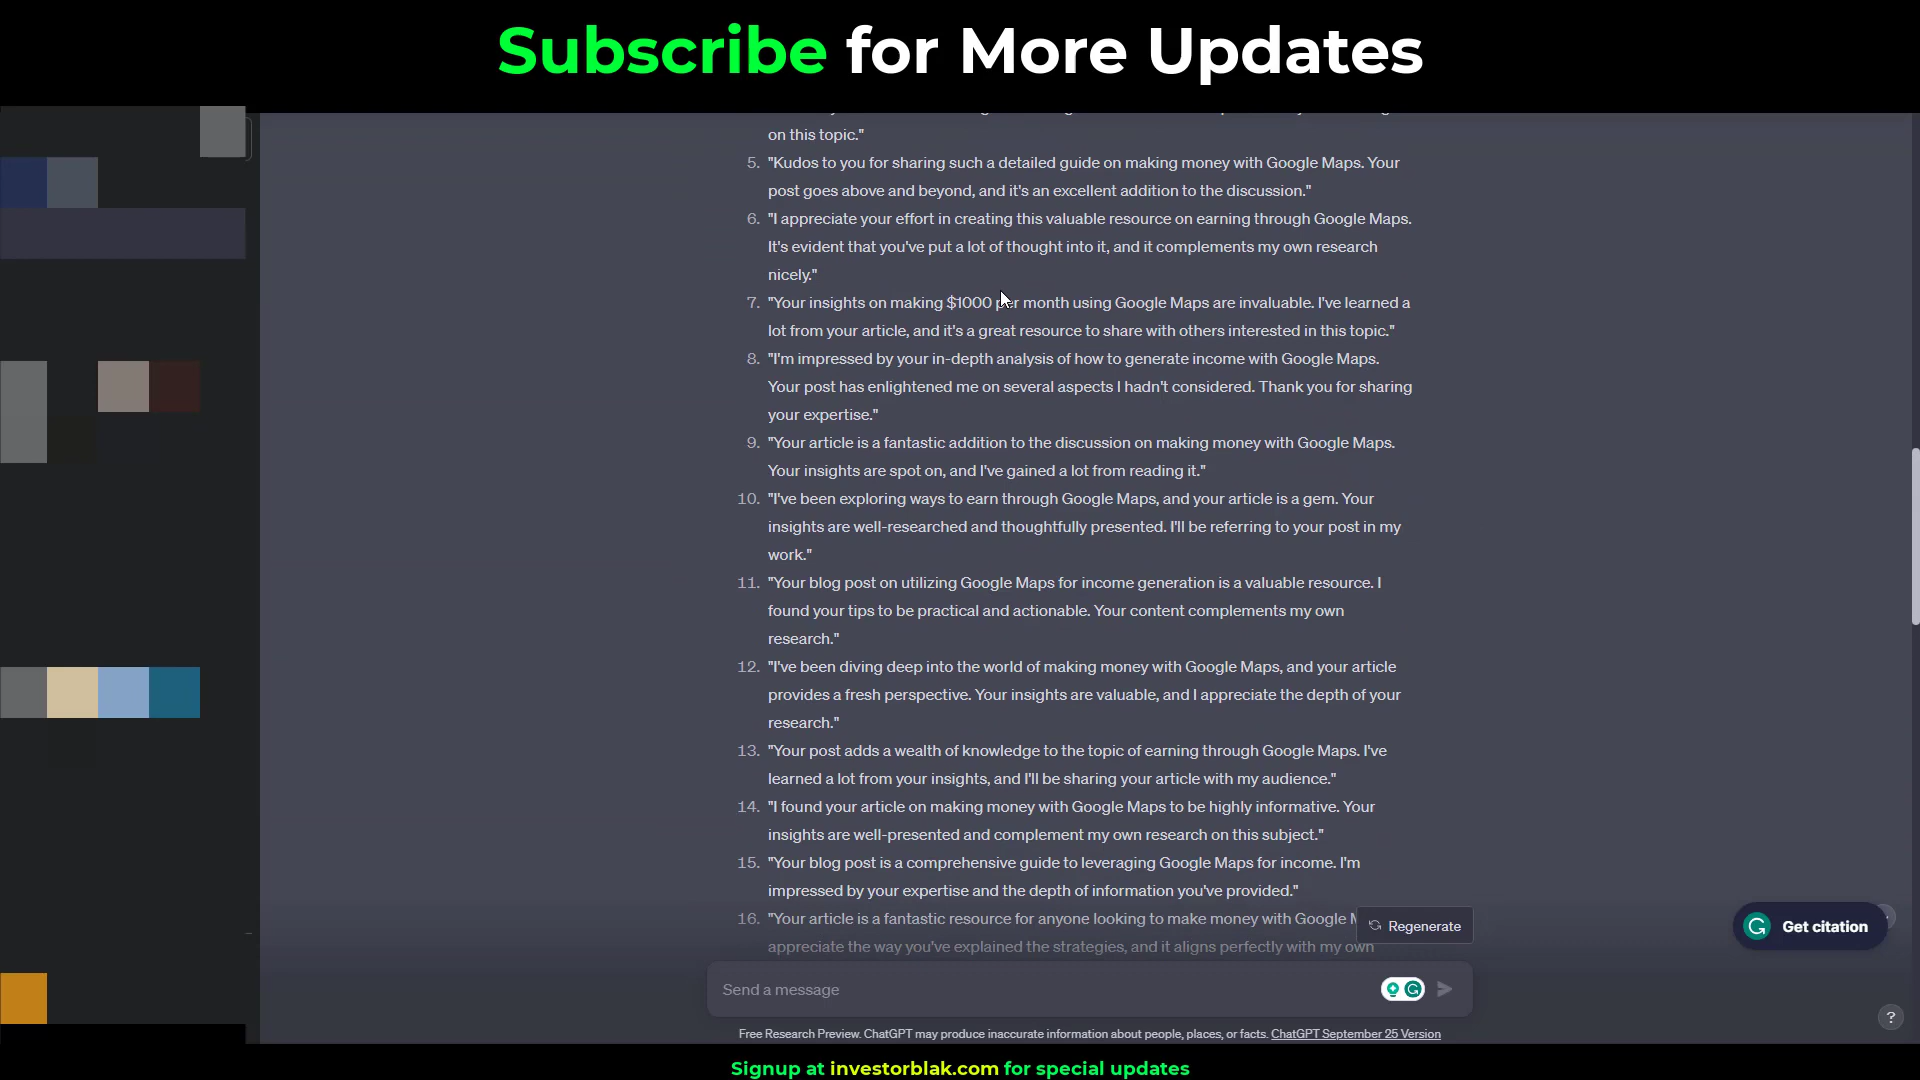 Subscribe for More Updates
on this topic."
5. "Kudos to you for sharing such a detailed guide on making money with Google Maps. Your
post goes above and beyond, and it's an excellent addition to the discussion."
6. "I appreciate your effort in creating this valuable resource on earning through Google Maps.
It's evident that you've put a lot of thought into it, and it complements my own research
nicely."
7. "Your insights on making $1000 per month using Google Maps are invaluable. I've learned a
lot from your article, and it's a great resource to share with others interested in this topic."
8. "I'm impressed by your in-depth analysis of how to generate income with Google Maps.
Your post has enlightened me on several aspects I hadn't considered. Thank you for sharing
your expertise."
9. "Your article is a fantastic addition to the discussion on making money with Google Maps.
Your insights are spot on, and I've gained a lot from reading it."
10. "I've been exploring ways to earn through Google Maps, and your article is a gem. Your
insights are well-researched and thoughtfully presented. I'll be referring to your post in my
work."
11. "Your blog post on utilizing Google Maps for income generation is a valuable resource. I
found your tips to be practical and actionable. Your content complements my own
research."
12. "I've been diving deep into the world of making money with Google Maps, and your article
provides a fresh perspective. Your insights are valuable, and I appreciate the depth of your
research."
13. "Your post adds a wealth of knowledge to the topic of earning through Google Maps. I've
learned a lot from your insights, and I'll be sharing your article with my audience."
14. "I found your article on making money with Google Maps to be highly informative. Your
insights are well-presented and complement my own research on this subject."
15. "Your blog post is a comprehensive guide to leveraging Google Maps for income. I'm
impressed by your expertise and the depth of information you've provided."
16. "Your article is a fantastic resource for anyone looking to make money with Google
appreciate the way you've explained the strategies, and it aligns perfectly with my own
Regenerate
Get citation
Send a message
Free Research Preview. ChatGPT may produce inaccurate information about people, places, or facts. ChatGPT September 25 Version
?
Signup at investorblak.com for special updates